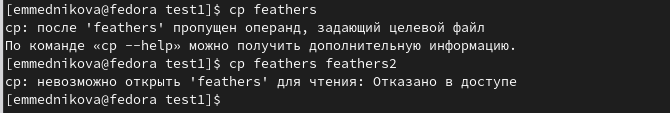 [emmednikova@fedora test1]$ cp feathers
cp: после 'feathers' пропущен операнд, задающий целевой файл
По команде «cp --help» можно получить дополнительную информацию.
[emmednikova@fedora test1]$ cp feathers feathers2
cp: невозможно открыть 'feathers' для чтения: Отказано в доступе
[emmednikova@fedora test1]$